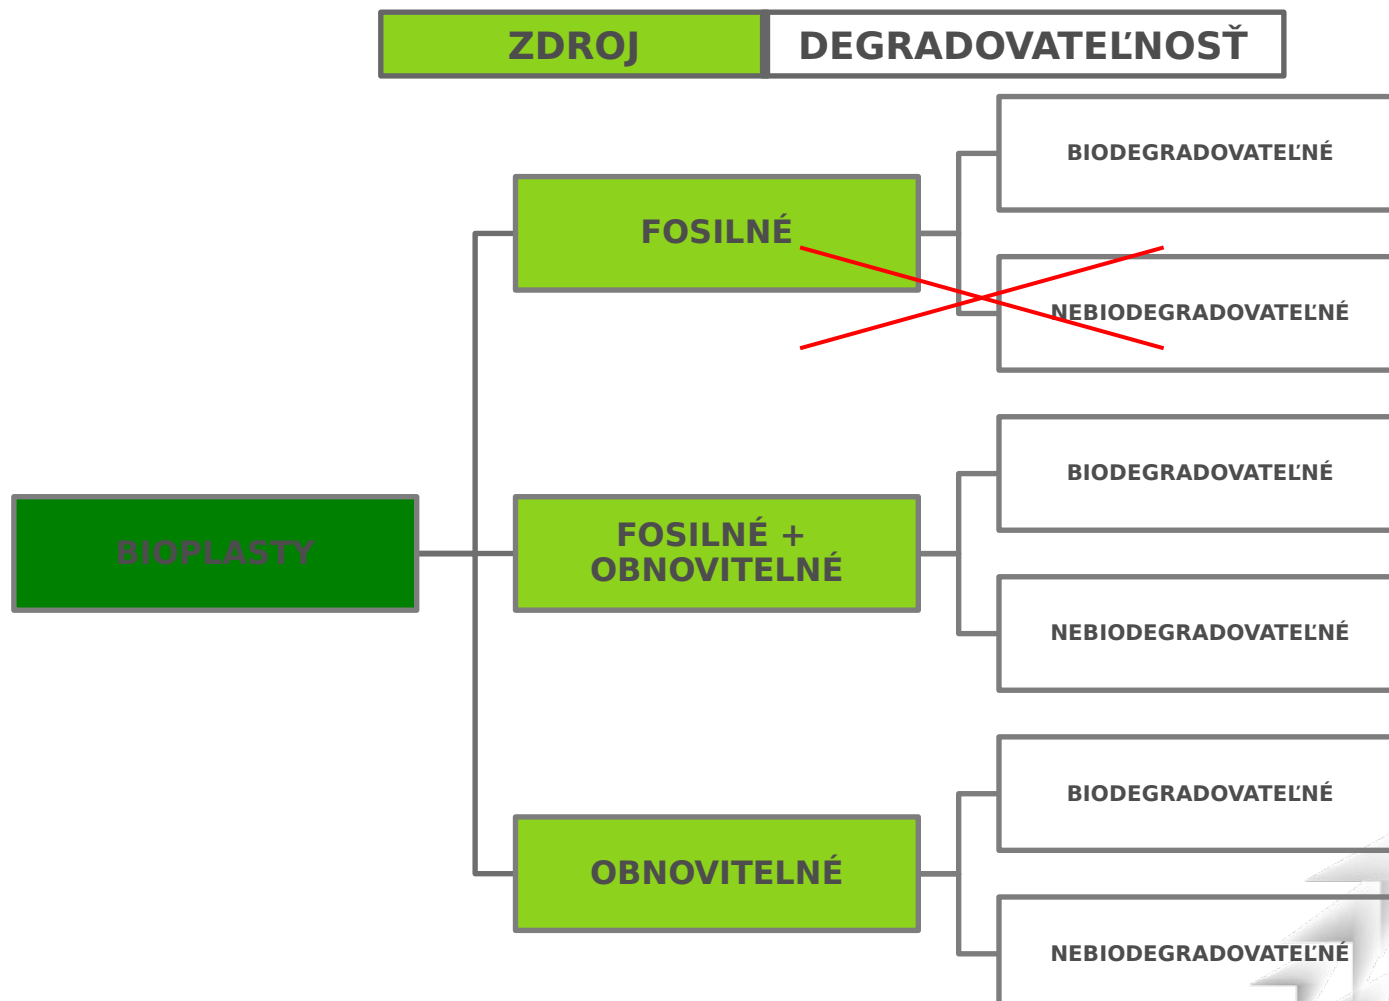 ZDROJ
DEGRADOVATEĽNOSŤ
BIODEGRADOVATEĽNÉ
FOSILNÉ
NEBIODEGRADOVATEĽNÉ
BIODEGRADOVATEĽNÉ
BIOPLASTY
FOSILNÉ +
OBNOVITELNÉ
NEBIODEGRADOVATEĽNÉ
BIODEGRADOVATEĽNÉ
OBNOVITELNÉ
NEBIODEGRADOVATEĽNÉ